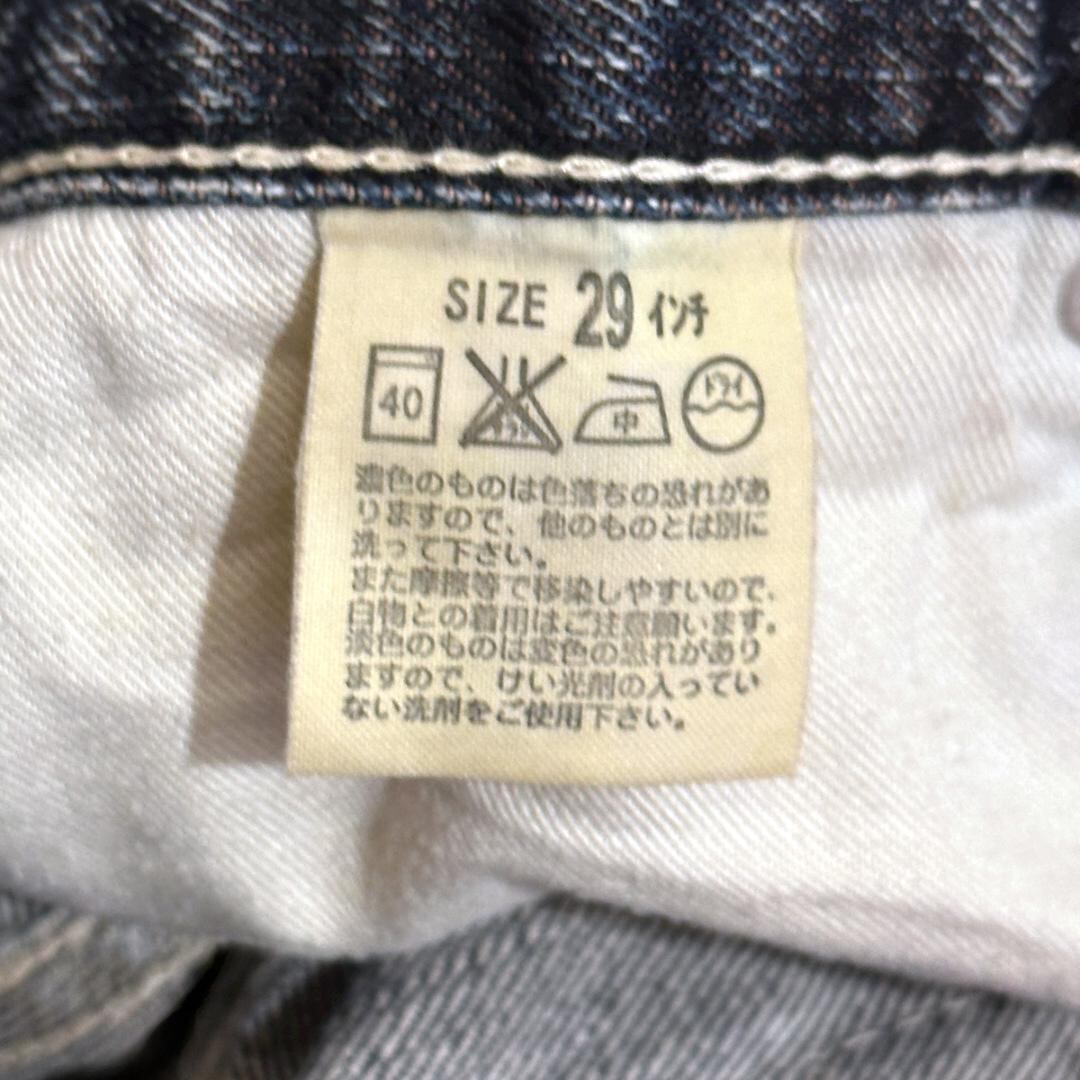 SIZE 29 インチ
40 中 ドライ
濃色のものは色落ちの恐れがあ
りますので、他のものとは別に
洗って下さい。
また摩擦等で移染しやすいので、
白物との着用はご注意願います。
淡色のものは変色の恐れがあり
ますので、けい光剤の入ってい
ない洗剤をご使用下さい。